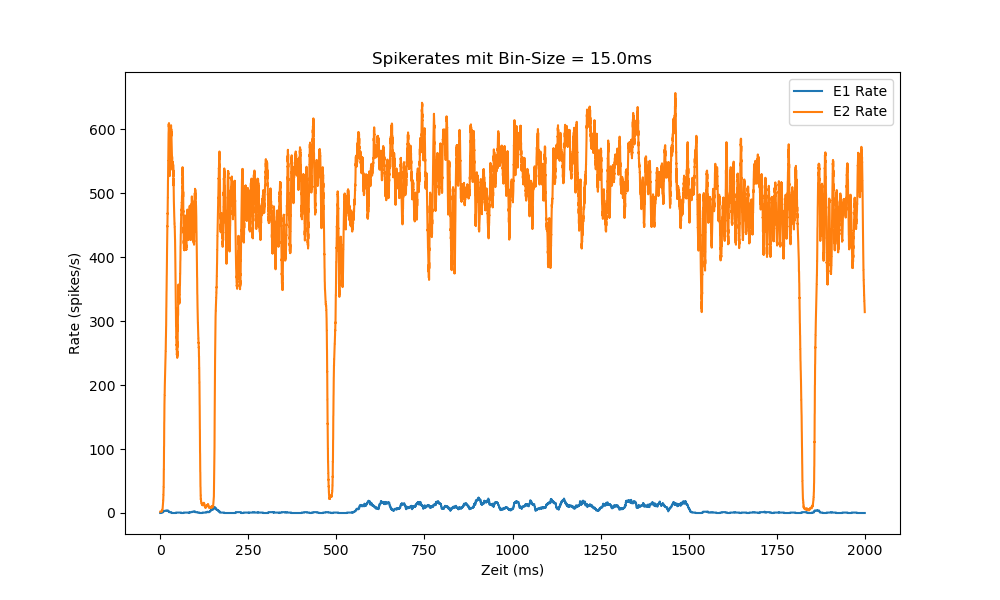 Spikerates mit Bin-Size = 15.0ms
E1 Rate
E2 Rate
Rate (spikes/s)
600
500
400
300
200
100
0
0 250 500 750 1000 1250 1500 1750 2000
Zeit (ms)